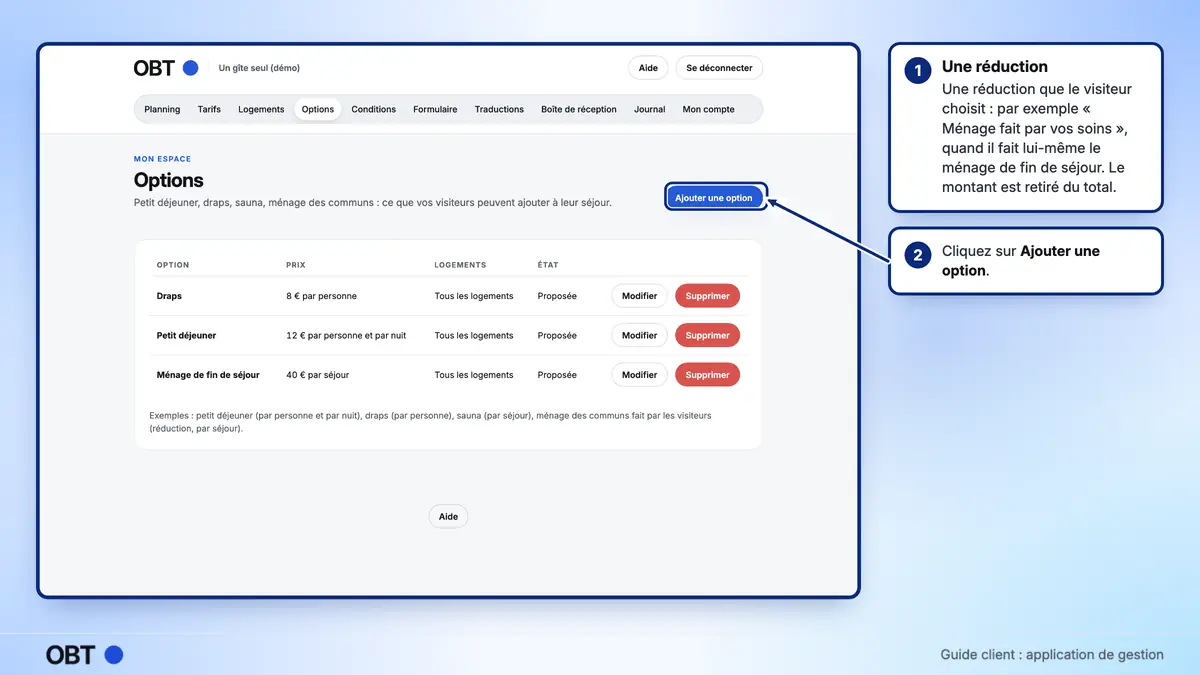 OBT
Un gîte seul (démo)
Aide
Se déconnecter
Planning
Tarifs
Logements
Options
Conditions
Formulaire
Traductions
Boîte de réception
Journal
Mon compte
MON ESPACE
Options
Petit déjeuner, draps, sauna, ménage des communs : ce que vos visiteurs peuvent ajouter à leur séjour.
Ajouter une option
OPTION PRIX LOGEMENTS ÉTAT
Draps 8 € par personne Tous les logements Proposée Modifier Supprimer
Petit déjeuner 12 € par personne et par nuit Tous les logements Proposée Modifier Supprimer
Ménage de fin de séjour 40 € par séjour Tous les logements Proposée Modifier Supprimer
Exemples : petit déjeuner (par personne et par nuit), draps (par personne), sauna (par séjour), ménage des communs fait par les visiteurs
(réduction, par séjour).
Aide
1 Une réduction
Une réduction que le visiteur
choisit : par exemple «
Ménage fait par vos soins »,
quand il fait lui-même le
ménage de fin de séjour. Le
montant est retiré du total.
2 Cliquez sur Ajouter une
option.
OBT
Guide client : application de gestion